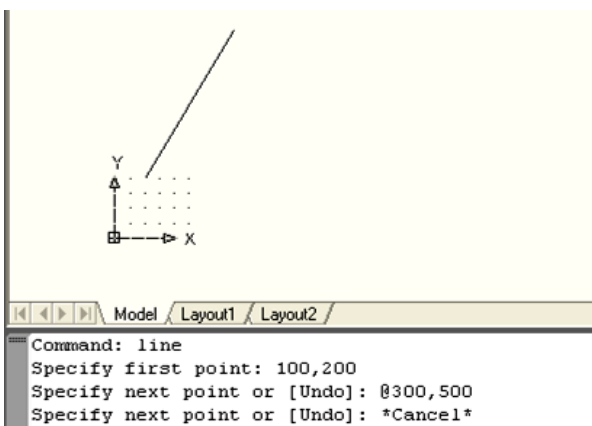 Y
X
Model Layout1 Layout2
Command: line
Specify first point: 100,200
Specify next point or [Undo]: @300,500
Specify next point or [Undo]: *Cancel*